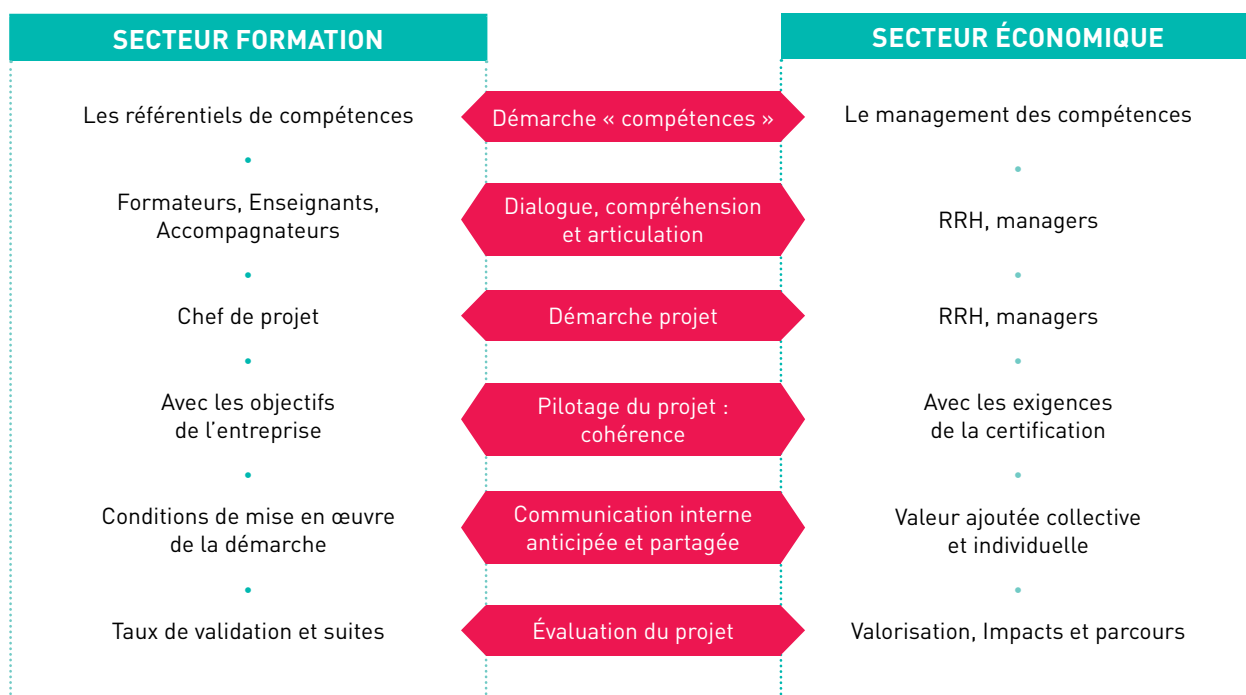 SECTEUR FORMATION
SECTEUR ÉCONOMIQUE
Les référentiels de compétences
Démarche « compétences »
Le management des compétences
Formateurs, Enseignants,
Accompagnateurs
Dialogue, compréhension
et articulation
RRH, managers
Chef de projet
Démarche projet
RRH, managers
Avec les objectifs
de l’entreprise
Pilotage du projet :
cohérence
Avec les exigences
de la certification
Conditions de mise en œuvre
de la démarche
Communication interne
anticipée et partagée
Valeur ajoutée collective
et individuelle
Taux de validation et suites
Évaluation du projet
Valorisation, Impacts et parcours